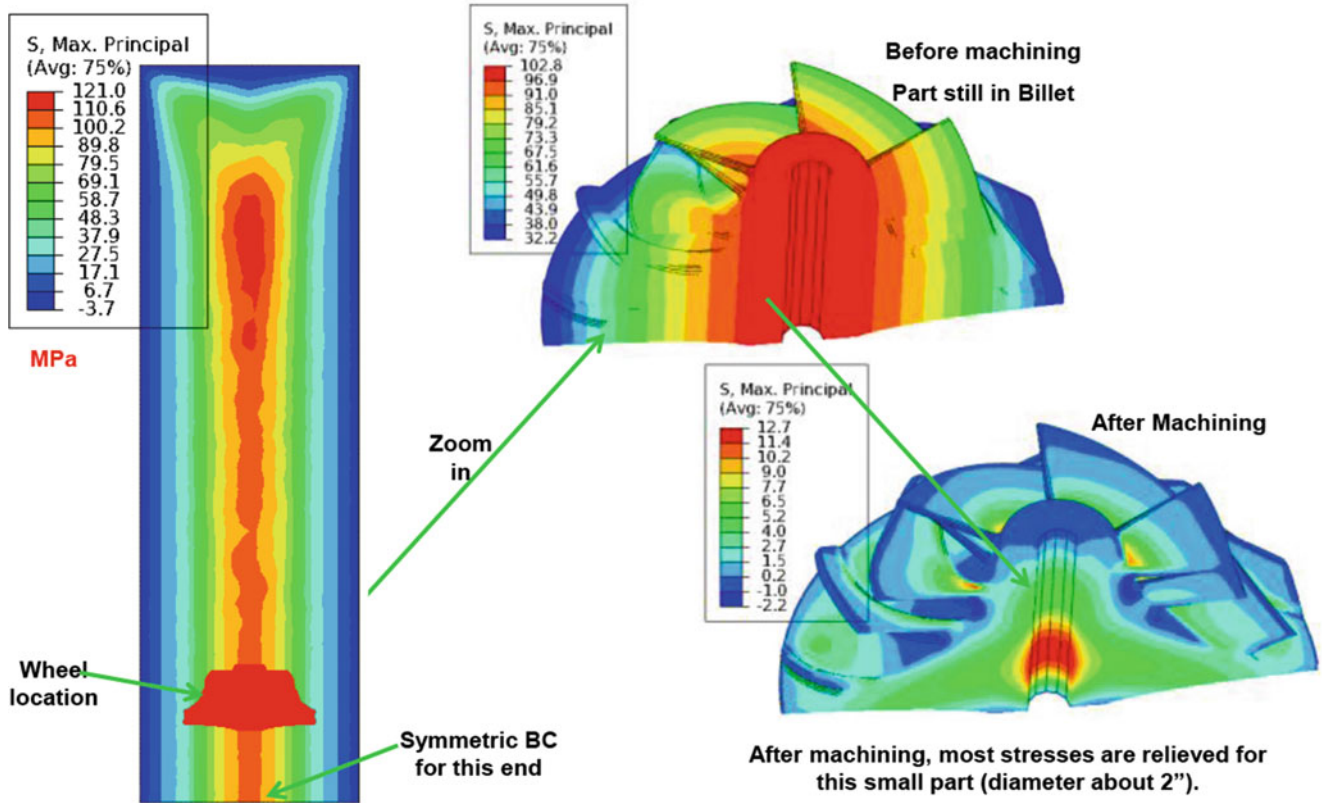 S, Max. Principal
(Avg: 75%)
121.0
110.6
100.2
89.8
79.5
69.1
58.7
48.3
37.9
27.5
17.1
6.7
-3.7
MPa
Wheel
location
Symmetric BC
for this end
Zoom
in
S, Max. Principal
(Avg: 75%)
102.8
96.9
91.0
85.1
79.2
73.3
67.5
61.6
55.7
49.8
43.9
38.0
32.2
Before machining
Part still in Billet
S, Max. Principal
(Avg: 75%)
12.7
11.4
10.2
9.0
7.7
6.5
5.2
4.0
2.7
1.5
0.2
-1.0
-2.2
After Machining
After machining, most stresses are relieved for
this small part (diameter about 2”).